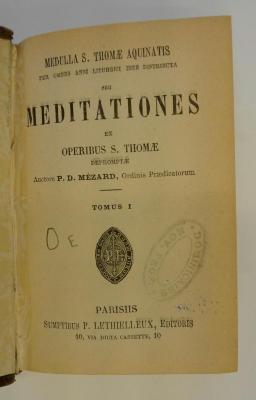 MEDULLA S. THOMÆ AQUINATIS
PER OMNES ANNI LITURGICI DIES DISTRIBUTA
SEU
MEDITATIONES
EX
OPERIBUS S. THOMÆ
DEPROMPTÆ
Auctore P. D. MÉZARD, Ordinis Prædicatorum
TOMUS I
O E
PARISIIS
SUMPTIBUS P. LETHIELLEUX, EDITORIS
10, VIA DICTA CASSETTE, 10